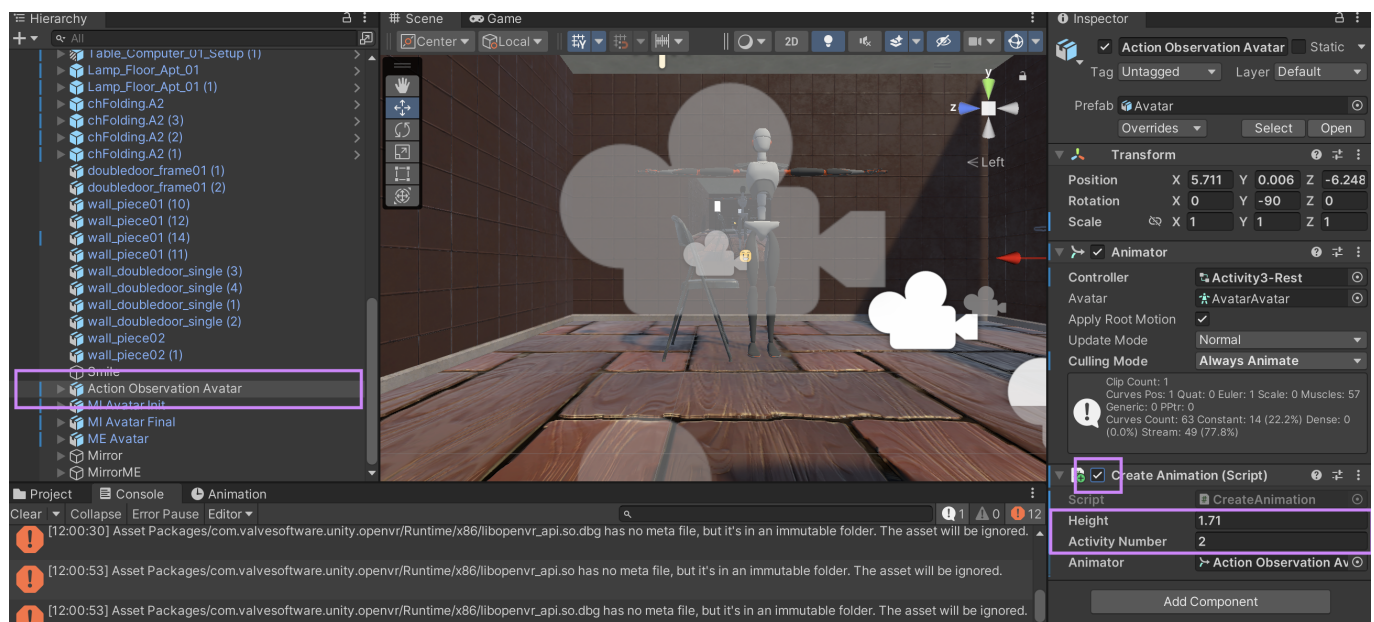 Hierarchy
All
Table_Computer_01_Setup (1)
Lamp_Floor_Apt_01
Lamp_Floor_Apt_01 (1)
chFolding.A2
chFolding.A2 (3)
chFolding.A2 (2)
chFolding.A2 (1)
doubledoor_frame01 (1)
doubledoor_frame01 (2)
wall_piece01 (10)
wall_piece01 (12)
wall_piece01 (14)
wall_piece01 (11)
wall_doubledoor_single (3)
wall_doubledoor_single (4)
wall_doubledoor_single (1)
wall_doubledoor_single (2)
wall_piece02
wall_piece02 (1)
Smile
Action Observation Avatar
MI Avatar Init
MI Avatar Final
ME Avatar
Mirror
MirrorME
Scene Game
Center Local 2D
y
z
Left
Inspector
Action Observation Avatar Static
Tag Untagged Layer Default
Prefab Avatar
Overrides Select Open
Transform
Position X 5.711 Y 0.006 Z -6.248
Rotation X 0 Y -90 Z 0
Scale X 1 Y 1 Z 1
Animator
Controller Activity3-Rest
Avatar AvatarAvatar
Apply Root Motion
Update Mode Normal
Culling Mode Always Animate
Clip Count: 1
Curves Pos: 1 Quat: 0 Euler: 1 Scale: 0 Muscles: 57
Generic: 0 PPtr: 0
Curves Count: 63 Constant: 14 (22.2%) Dense: 0
(0.0%) Stream: 49 (77.8%)
Create Animation (Script)
Script CreateAnimation
Height 1.71
Activity Number 2
Animator Action Observation Av
Add Component
Project Console Animation
Clear Collapse Error Pause Editor 1 0 12
[12:00:30] Asset Packages/com.valvesoftware.unity.openvr/Runtime/x86/libopenvr_api.so.dbg has no meta file, but it's in an immutable folder. The asset will be ignored.
[12:00:53] Asset Packages/com.valvesoftware.unity.openvr/Runtime/x86/libopenvr_api.so has no meta file, but it's in an immutable folder. The asset will be ignored.
[12:00:53] Asset Packages/com.valvesoftware.unity.openvr/Runtime/x86/libopenvr_api.so.dbg has no meta file, but it's in an immutable folder. The asset will be ignored.